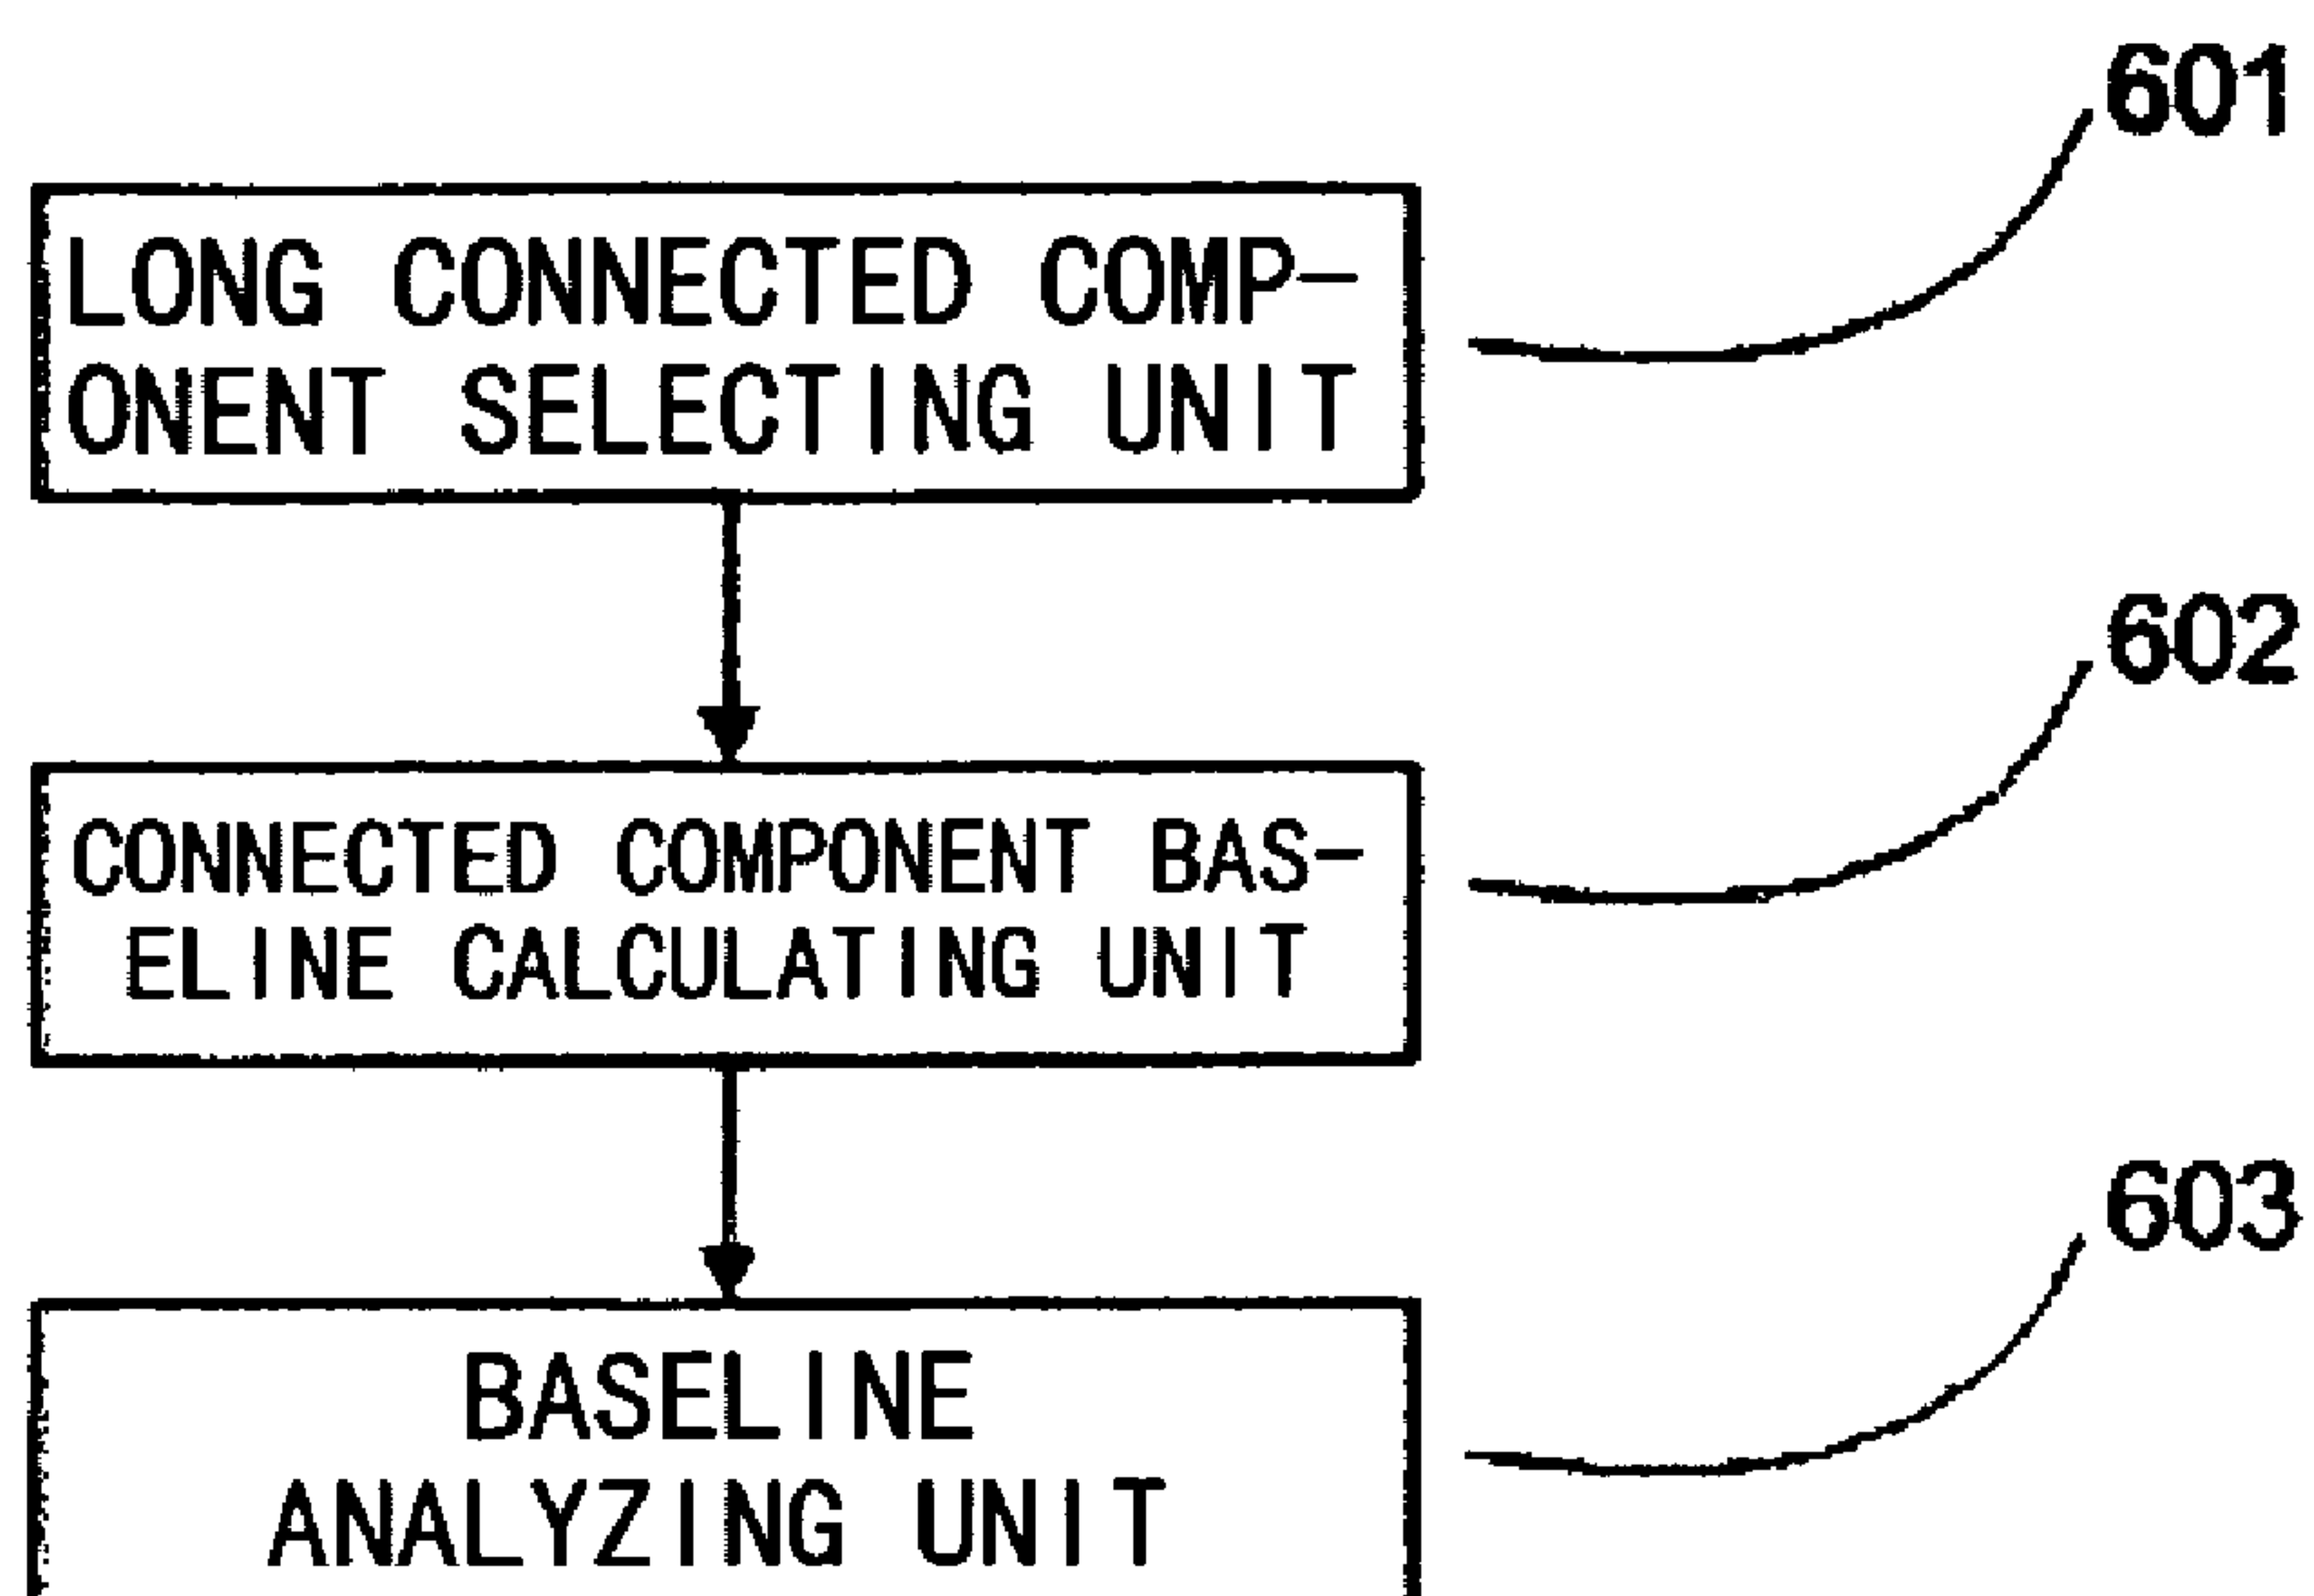 601
LONG CONNECTED COMP-
ONENT SELECTING UNIT
602
CONNECTED COMPONENT BAS-
ELINE CALCULATING UNIT
603
BASELINE
ANALYZING UNIT